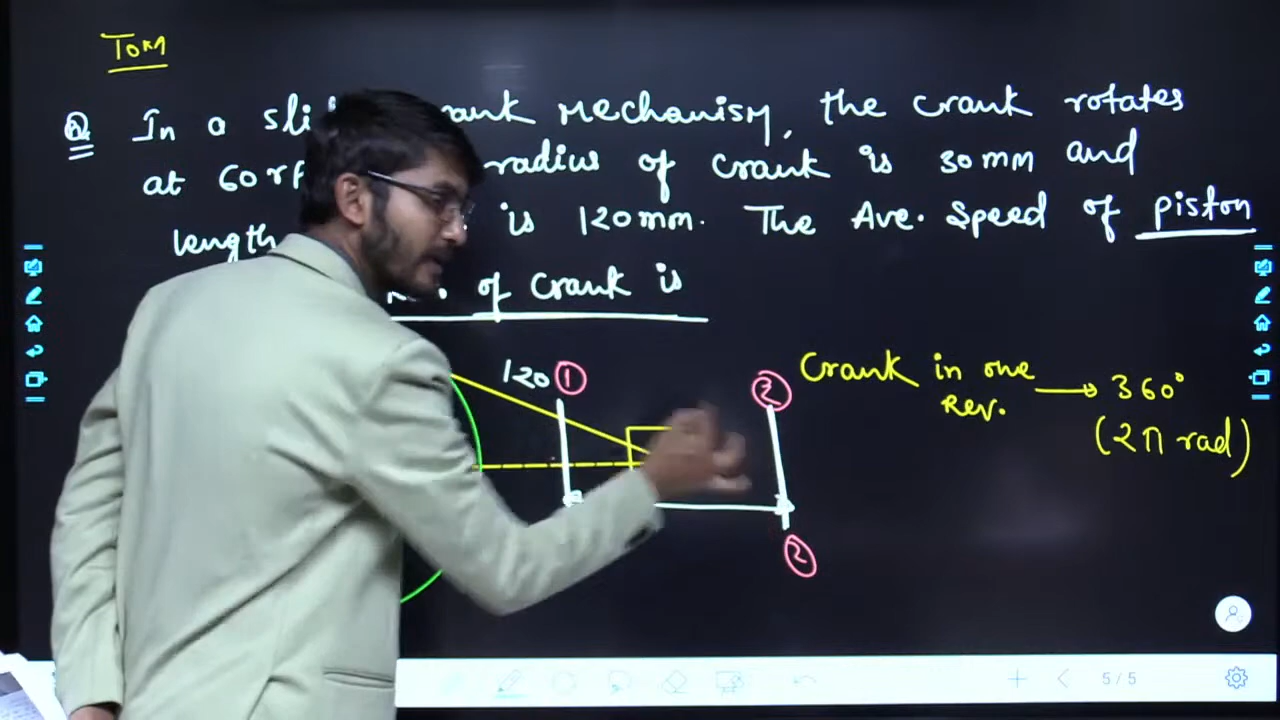 TOM
Q In a sli ank Mechanism, the crank rotates
at 60 rp radius of crank is 30 mm and
length is 120 mm. The Ave. Speed of piston
of crank is
120 ① ② Crank in one → 360°
Rev.
(2π rad)
②
5 / 5